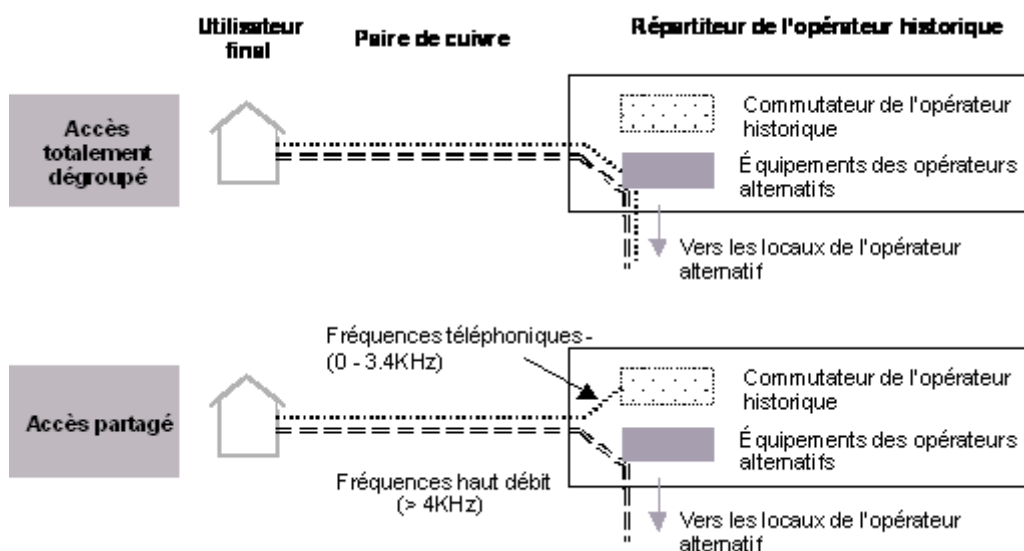 Utilisateur
final
Paire de cuivre
Répartiteur de l'opérateur historique
Accès
totalement
dégroupé
Commutateur de l'opérateur
historique
Équipements des opérateurs
alternatifs
Vers les locaux de l'opérateur
alternatif
Fréquences téléphoniques -
(0 - 3.4KHz)
Accès partagé
Commutateur de l'opérateur
historique
Équipements des opérateurs
alternatifs
Fréquences haut débit
(> 4KHz)
Vers les locaux de l'opérateur
alternatif